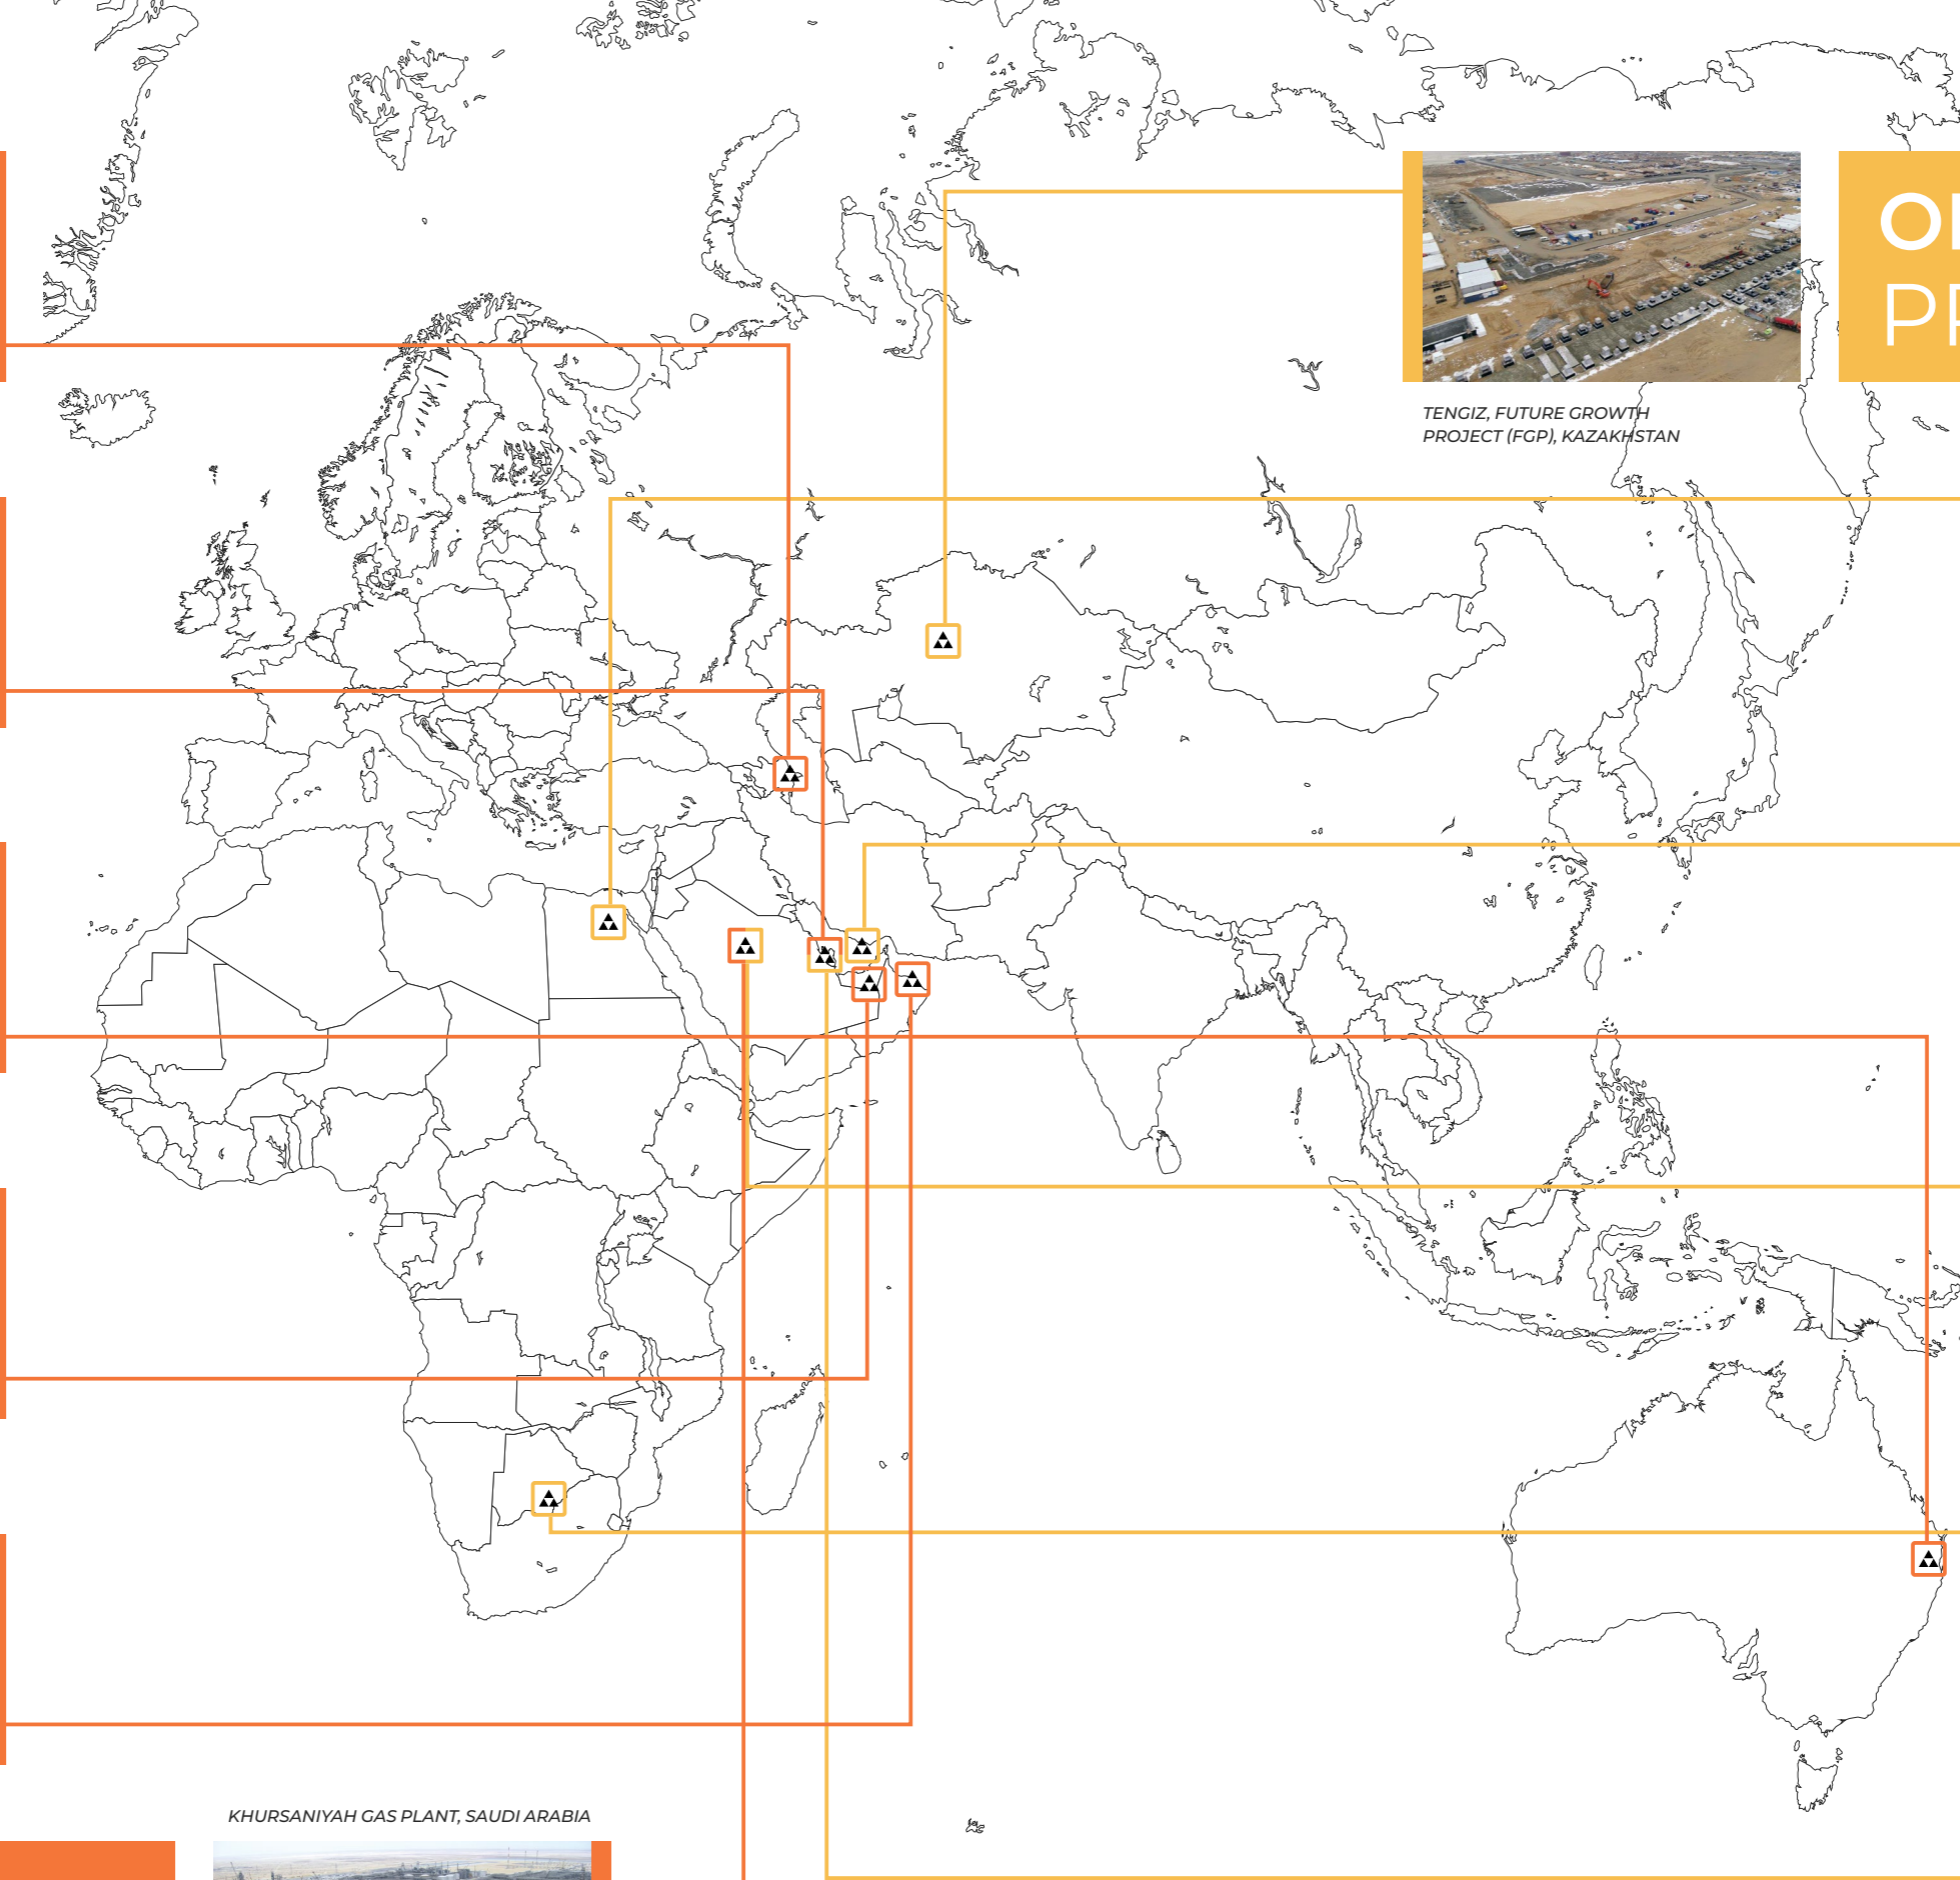 TENGIZ, FUTURE GROWTH
PROJECT (FGP), KAZAKHSTAN
KHURSANIYAH GAS PLANT, SAUDI ARABIA